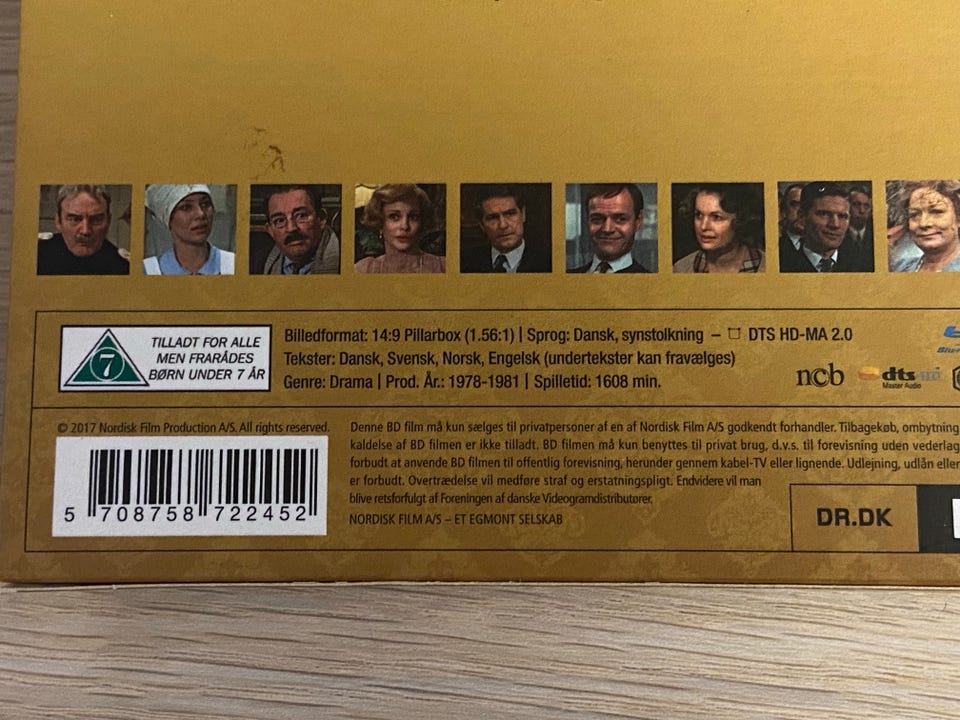 7
TILLADT FOR ALLE
MEN FRARÅDES
BØRN UNDER 7 ÅR
Billedformat: 14:9 Pillarbox (1.56:1) | Sprog: Dansk, synstolkning – DTS HD-MA 2.0
Tekster: Dansk, Svensk, Norsk, Engelsk (undertekster kan fravælges)
Genre: Drama | Prod. År.: 1978-1981 | Spilletid: 1608 min.
ncb
dts
Master Audio
© 2017 Nordisk Film Production A/S. All rights reserved.
5 708758 722452
Denne BD film må kun sælges til privatpersoner af en af Nordisk Film A/S godkendt forhandler. Tilbagekøb, ombytning
kaldelse af BD filmen er ikke tilladt. BD filmen må kun benyttes til privat brug, d.v.s. til forevisning uden vederlag
forbudt at anvende BD filmen til offentlig forevisning, herunder gennem kabel-TV eller lignende. Udlejning, udlån eller
er forbudt. Overtrædelse vil medføre straf og erstatningspligt. Endvidere vil man
blive retsforfulgt af Foreningen af danske Videogramdistributører.
NORDISK FILM A/S – ET EGMONT SELSKAB
DR.DK